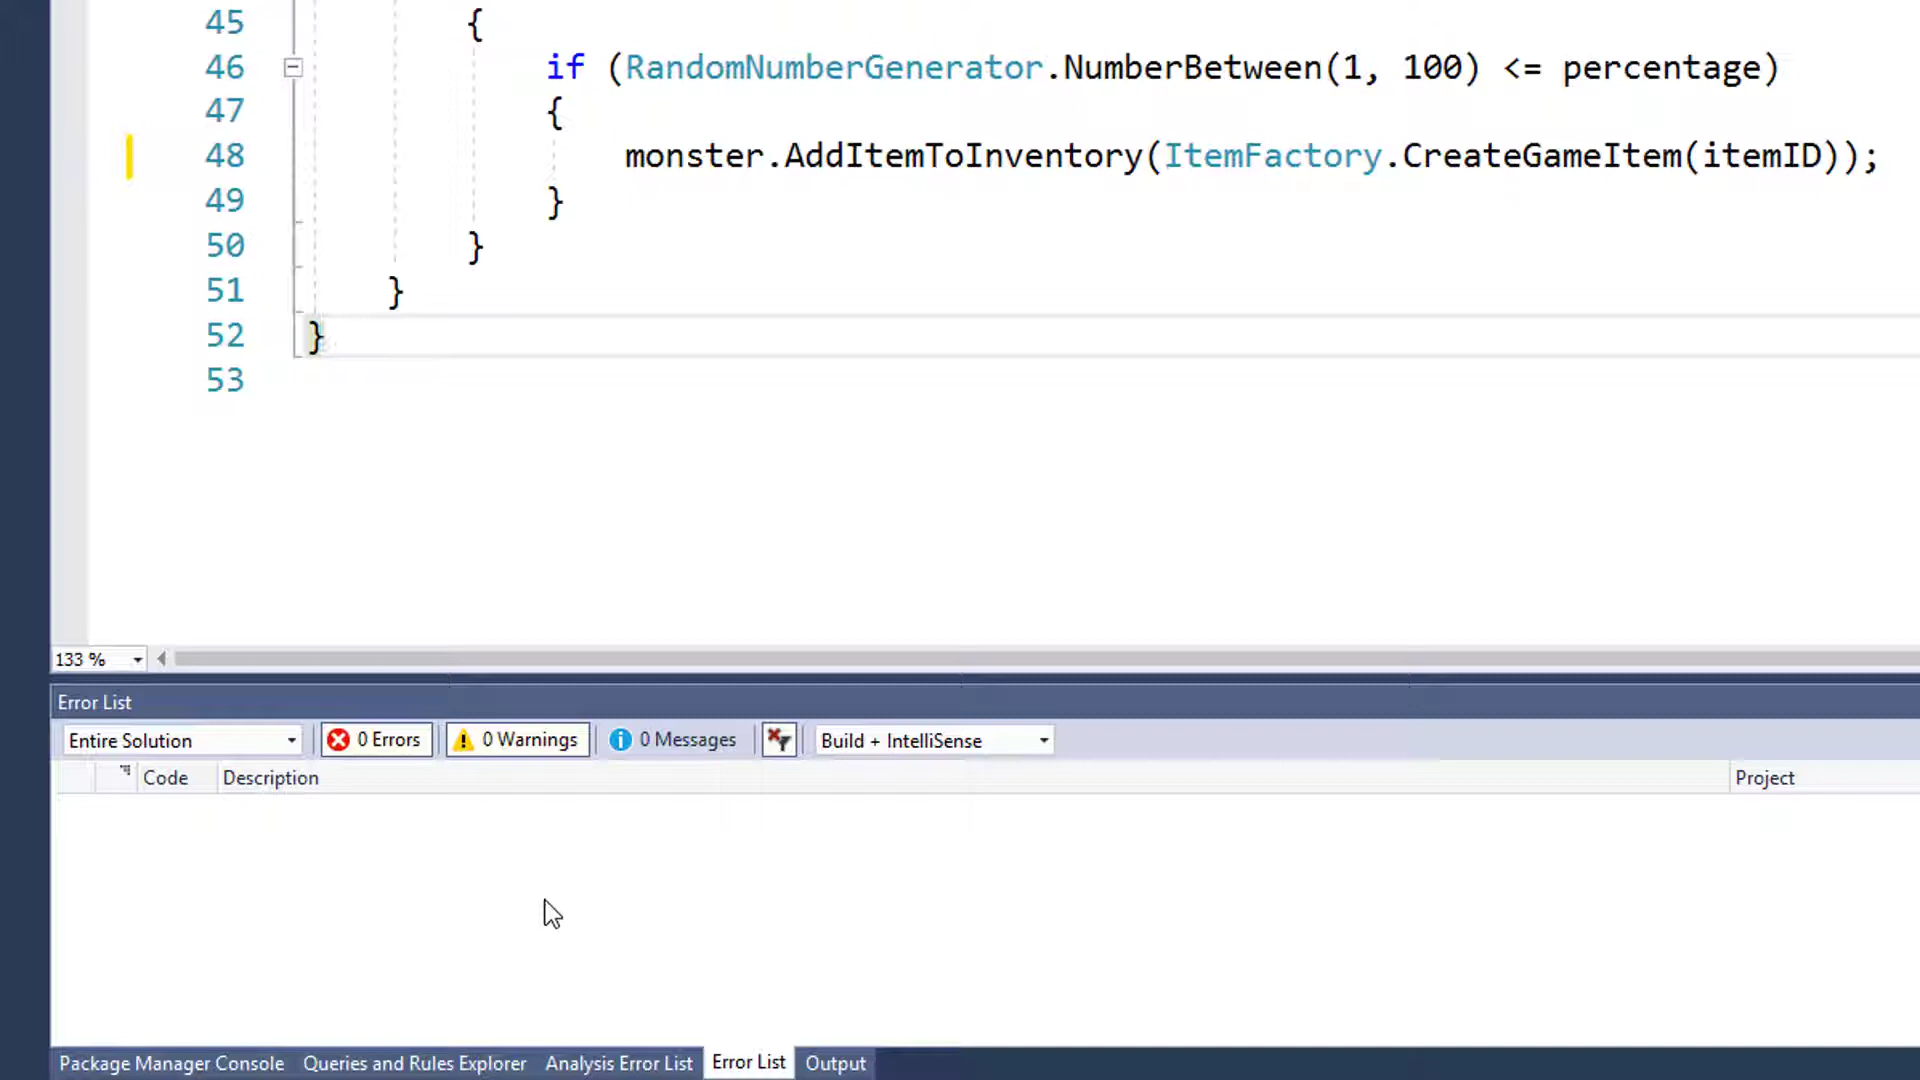 45 {
46 if (RandomNumberGenerator.NumberBetween(1, 100) <= percentage)
47 {
48 monster.AddItemToInventory(ItemFactory.CreateGameItem(itemID));
49 }
50 }
51 }
52 }
53
133 %
Error List
Entire Solution 0 Errors 0 Warnings 0 Messages Build + IntelliSense
Code Description Project
Package Manager Console Queries and Rules Explorer Analysis Error List Error List Output